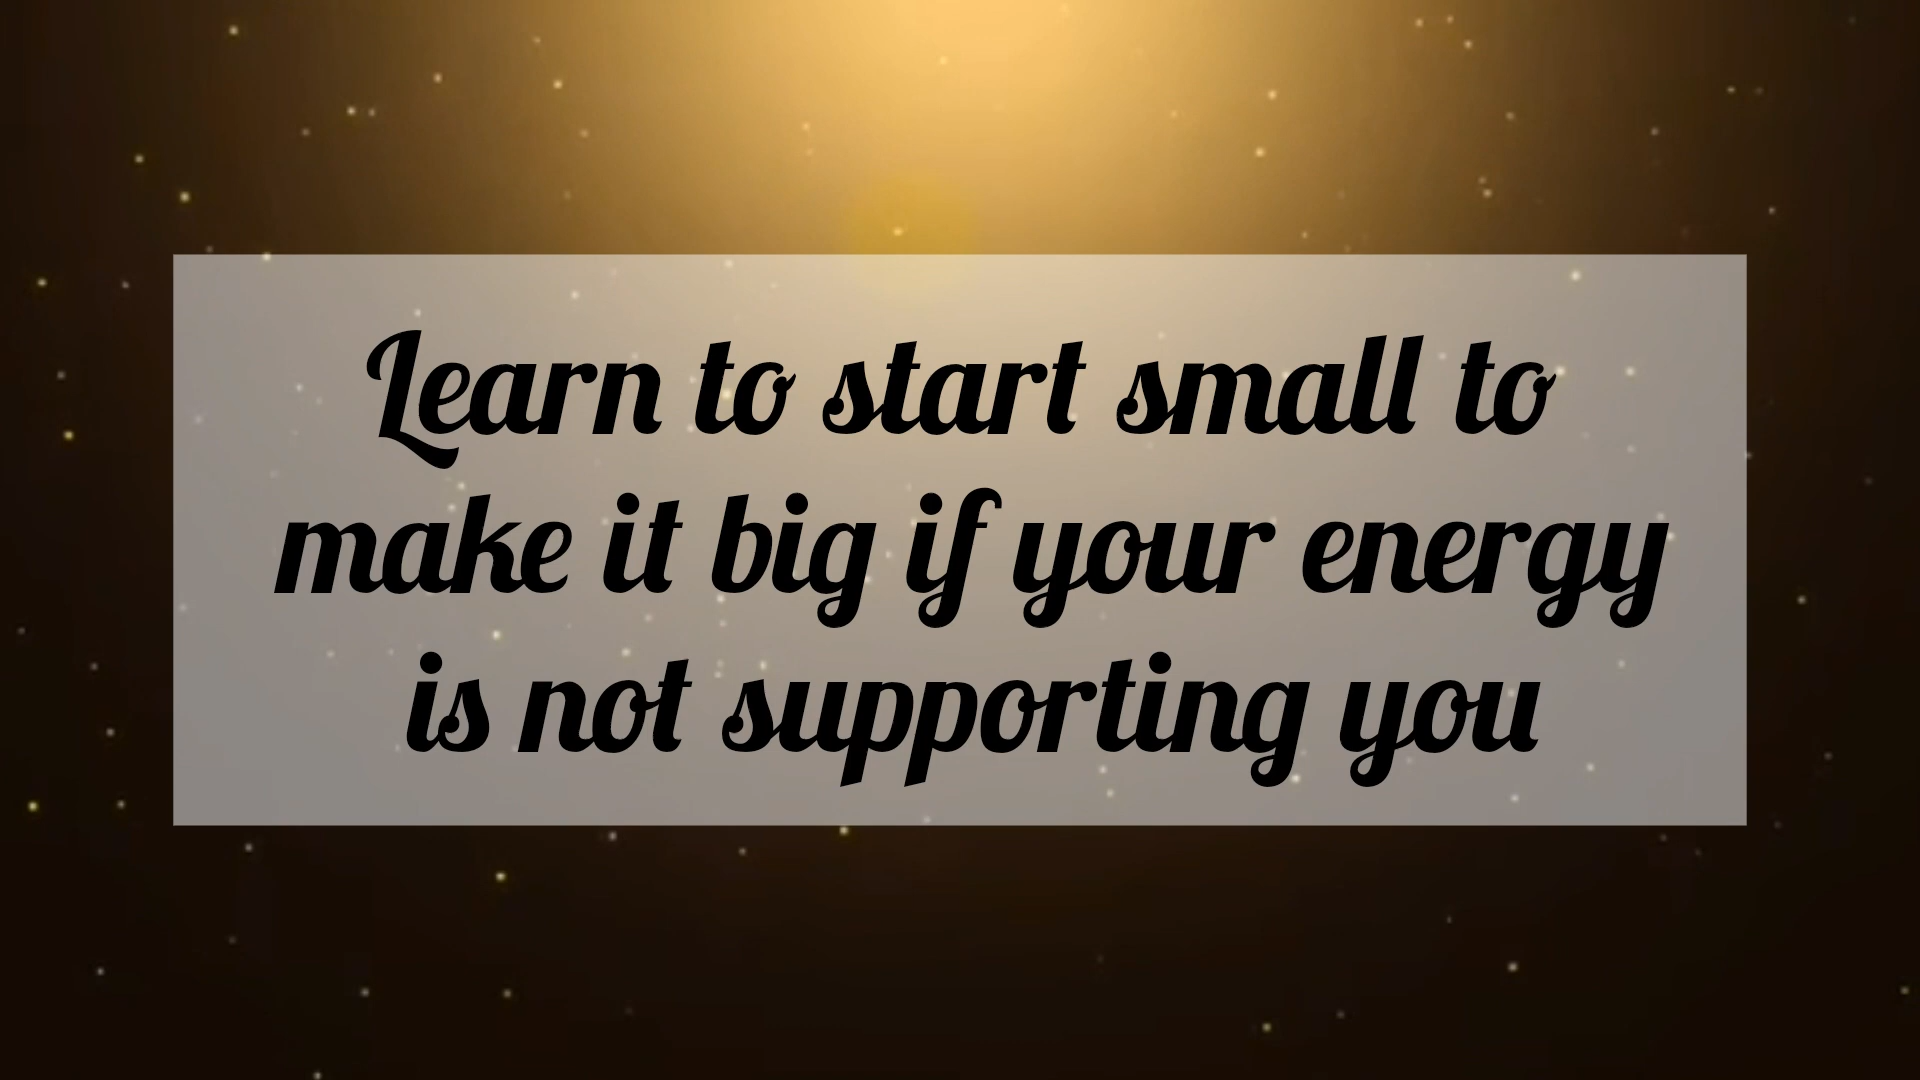 Learn to start small to
make it big if your energy
is not supporting you